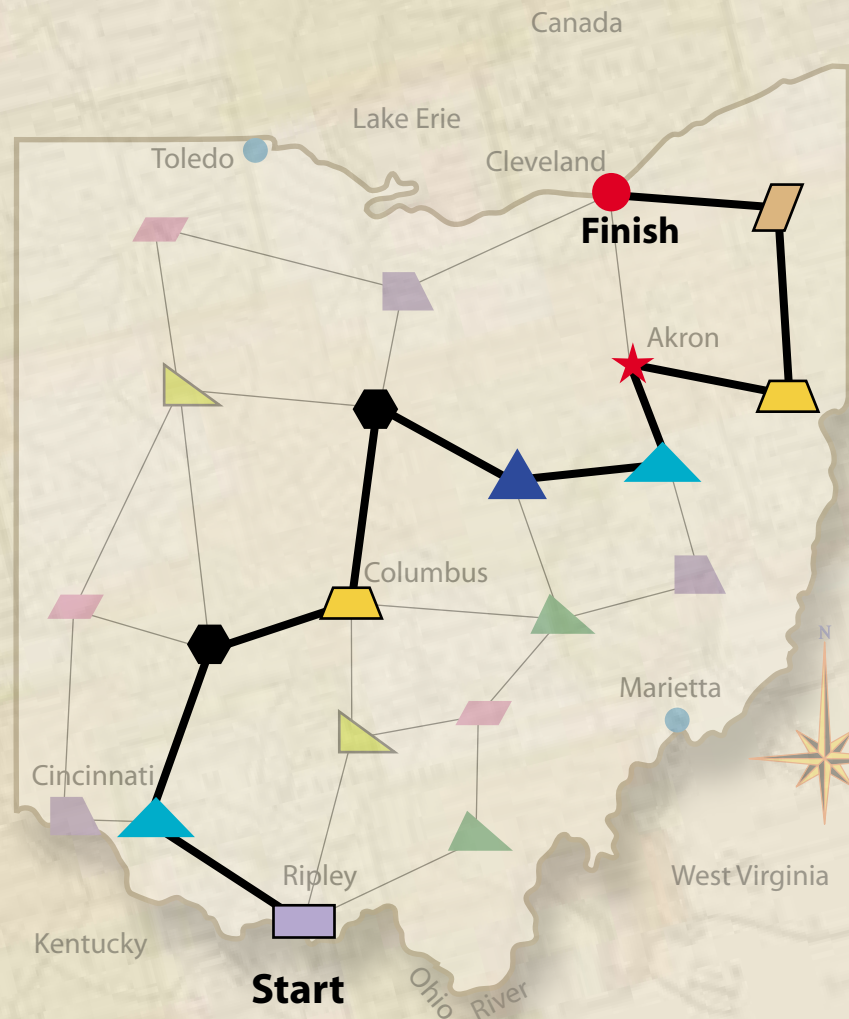 Canada
Lake Erie
Toledo
Cleveland
Finish
Akron
Columbus
N
Marietta
Cincinnati
Ripley
West Virginia
Kentucky
Start
Ohio
River